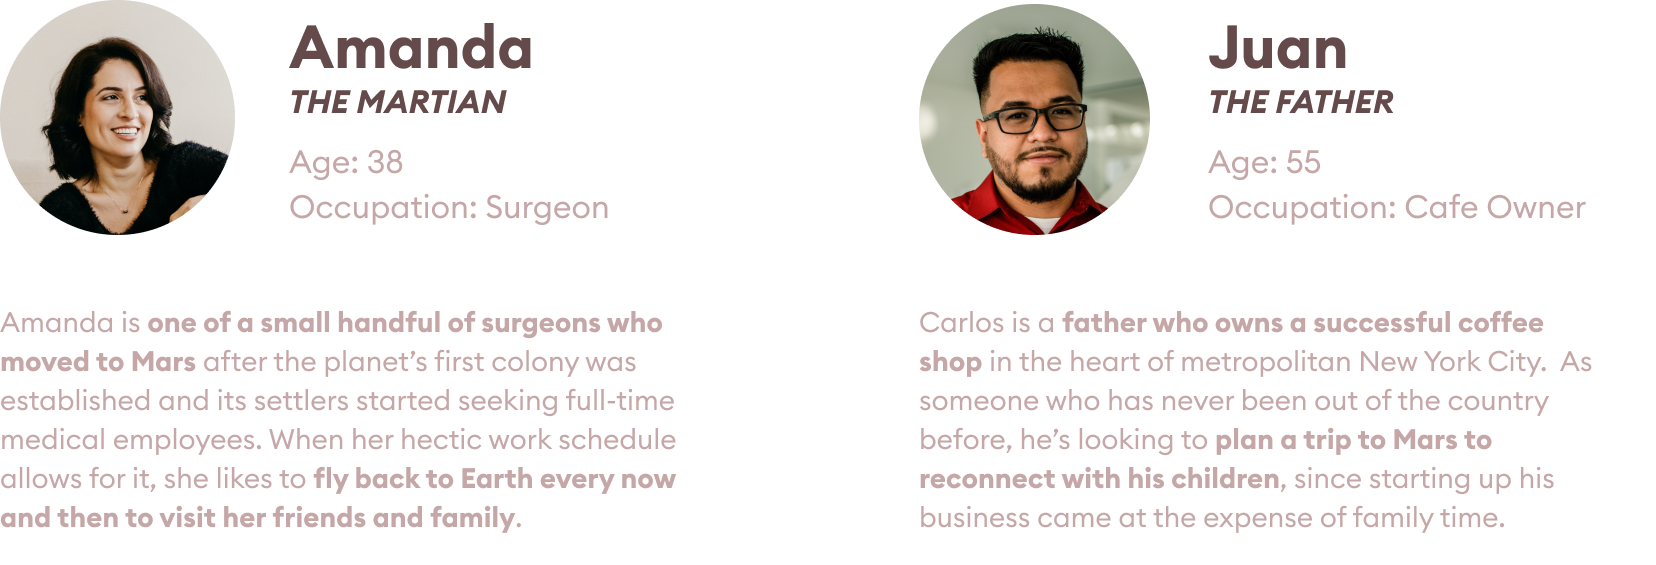 Amanda
THE MARTIAN
Age: 38
Occupation: Surgeon
Amanda is one of a small handful of surgeons who
moved to Mars after the planet’s first colony was
established and its settlers started seeking full-time
medical employees. When her hectic work schedule
allows for it, she likes to fly back to Earth every now
and then to visit her friends and family.
Juan
THE FATHER
Age: 55
Occupation: Cafe Owner
Carlos is a father who owns a successful coffee
shop in the heart of metropolitan New York City.  As
someone who has never been out of the country
before, he’s looking to plan a trip to Mars to
reconnect with his children, since starting up his
business came at the expense of family time.